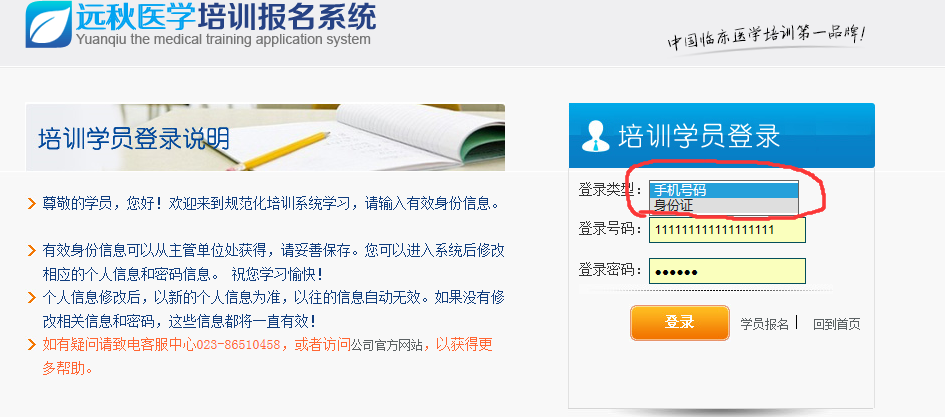 远秋医学培训报名系统
Yuanqiu the medical training application system
中国临床医学培训第一品牌!
培训学员登录说明
尊敬的学员，您好！欢迎来到规范化培训系统学习，请输入有效身份信息。
有效身份信息可以从主管单位处获得，请妥善保存。您可以进入系统后修改
相应的个人信息和密码信息。 祝您学习愉快！
个人信息修改后，以新的个人信息为准，以往的信息自动无效。如果没有修
改相关信息和密码，这些信息都将一直有效！
如有疑问请致电客服中心023-86510458，或者访问公司官方网站，以获得更
多帮助。
培训学员登录
登录类型：手机号码
身份证
登录号码：111111111111111111
登录密码：●●●●●●
登录 学员报名 | 回到首页